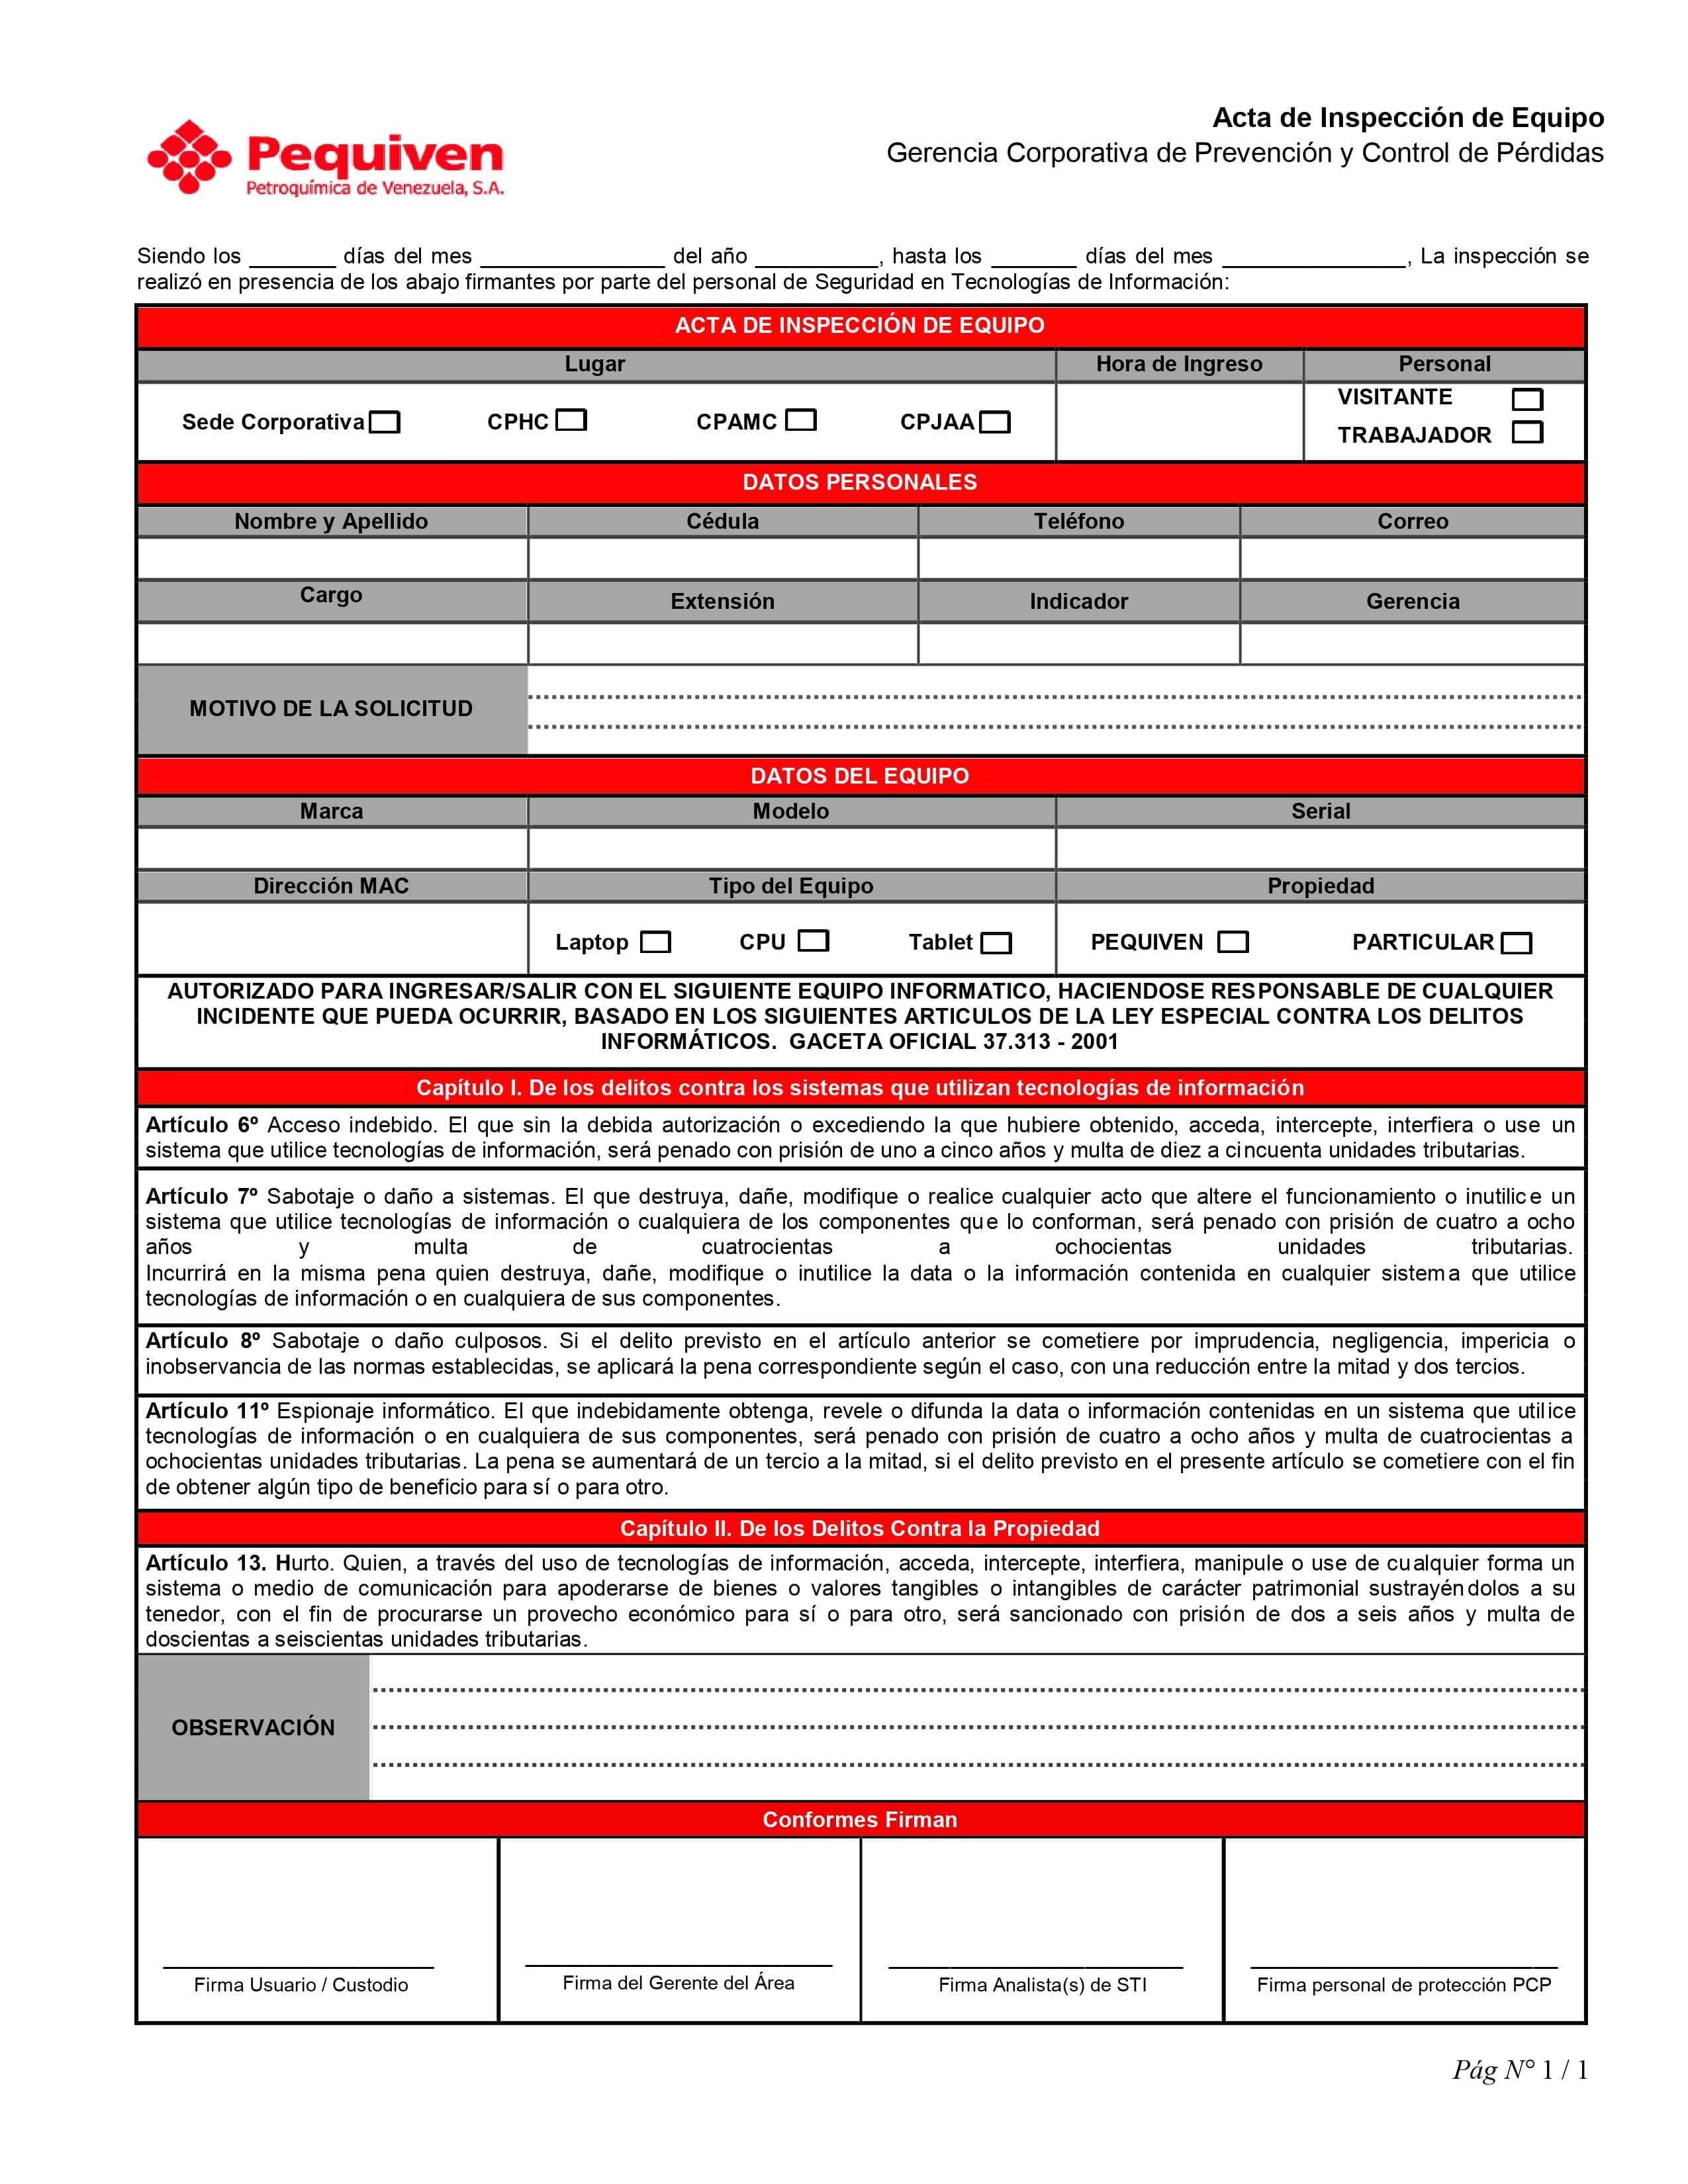 Pequiven
Petroquímica de Venezuela, S.A.
Acta de Inspección de Equipo
Gerencia Corporativa de Prevención y Control de Pérdidas
Siendo los _______ días del mes _______________ del año __________, hasta los _______ días del mes _______________, La inspección se
realizó en presencia de los abajo firmantes por parte del personal de Seguridad en Tecnologías de Información:
ACTA DE INSPECCIÓN DE EQUIPO
Lugar Hora de Ingreso Personal
VISITANTE
Sede Corporativa CPHC CPAMC CPJAA
TRABAJADOR
DATOS PERSONALES
Nombre y Apellido Cédula Teléfono Correo
Cargo Extensión Indicador Gerencia
MOTIVO DE LA SOLICITUD
DATOS DEL EQUIPO
Marca Modelo Serial
Dirección MAC Tipo del Equipo Propiedad
Laptop CPU Tablet PEQUIVEN PARTICULAR
AUTORIZADO PARA INGRESAR/SALIR CON EL SIGUIENTE EQUIPO INFORMATICO, HACIENDOSE RESPONSABLE DE CUALQUIER
INCIDENTE QUE PUEDA OCURRIR, BASADO EN LOS SIGUIENTES ARTICULOS DE LA LEY ESPECIAL CONTRA LOS DELITOS
INFORMÁTICOS. GACETA OFICIAL 37.313 - 2001
Capítulo I. De los delitos contra los sistemas que utilizan tecnologías de información
Artículo 6º Acceso indebido. El que sin la debida autorización o excediendo la que hubiere obtenido, acceda, intercepte, interfiera o use un
sistema que utilice tecnologías de información, será penado con prisión de uno a cinco años y multa de diez a cincuenta unidades tributarias.
Artículo 7º Sabotaje o daño a sistemas. El que destruya, dañe, modifique o realice cualquier acto que altere el funcionamiento o inutilice un
sistema que utilice tecnologías de información o cualquiera de los componentes que lo conforman, será penado con prisión de cuatro a ocho
años y multa de cuatrocientas a ochocientas unidades tributarias.
Incurrirá en la misma pena quien destruya, dañe, modifique o inutilice la data o la información contenida en cualquier sistema que utilice
tecnologías de información o en cualquiera de sus componentes.
Artículo 8º Sabotaje o daño culposos. Si el delito previsto en el artículo anterior se cometiere por imprudencia, negligencia, impericia o
inobservancia de las normas establecidas, se aplicará la pena correspondiente según el caso, con una reducción entre la mitad y dos tercios.
Artículo 11º Espionaje informático. El que indebidamente obtenga, revele o difunda la data o información contenidas en un sistema que utilice
tecnologías de información o en cualquiera de sus componentes, será penado con prisión de cuatro a ocho años y multa de cuatrocientas a
ochocientas unidades tributarias. La pena se aumentará de un tercio a la mitad, si el delito previsto en el presente artículo se cometiere con el fin
de obtener algún tipo de beneficio para sí o para otro.
Capítulo II. De los Delitos Contra la Propiedad
Artículo 13. Hurto. Quien, a través del uso de tecnologías de información, acceda, intercepte, interfiera, manipule o use de cualquier forma un
sistema o medio de comunicación para apoderarse de bienes o valores tangibles o intangibles de carácter patrimonial sustrayéndolos a su
tenedor, con el fin de procurarse un provecho económico para sí o para otro, será sancionado con prisión de dos a seis años y multa de
doscientas a seiscientas unidades tributarias.
OBSERVACIÓN
Conformes Firman
Firma Usuario / Custodio Firma del Gerente del Área Firma Analista(s) de STI Firma personal de protección PCP
Pág N° 1 / 1